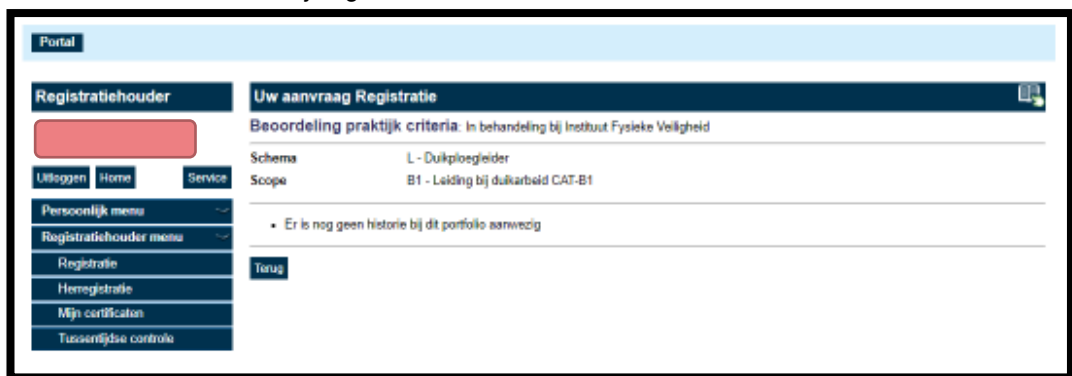 Portal
Registratiehouder
Uitloggen Home Service
Persoonlijk menu
Registratiehouder menu
Registratie
Herregistratie
Mijn certificaten
Tussentijdse controle
Uw aanvraag Registratie
Beoordeling praktijk criteria: In behandeling bij Instituut Fysieke Veiligheid
Schema L - Duikploegleider
Scope B1 - Leiding bij duikarbeid CAT-B1
• Er is nog geen historie bij dit portfolio aanwezig
Terug